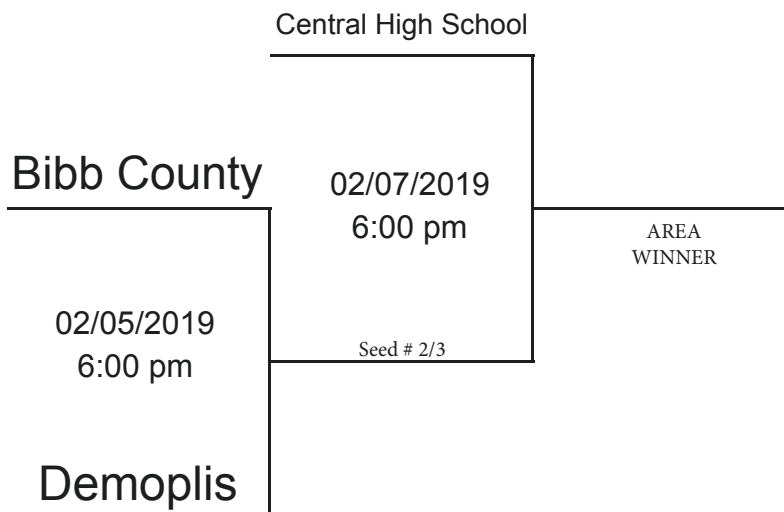 Central High School
Bibb County
02/07/2019
6:00 pm
AREA
WINNER
02/05/2019
6:00 pm
Seed # 2/3
Demoplis